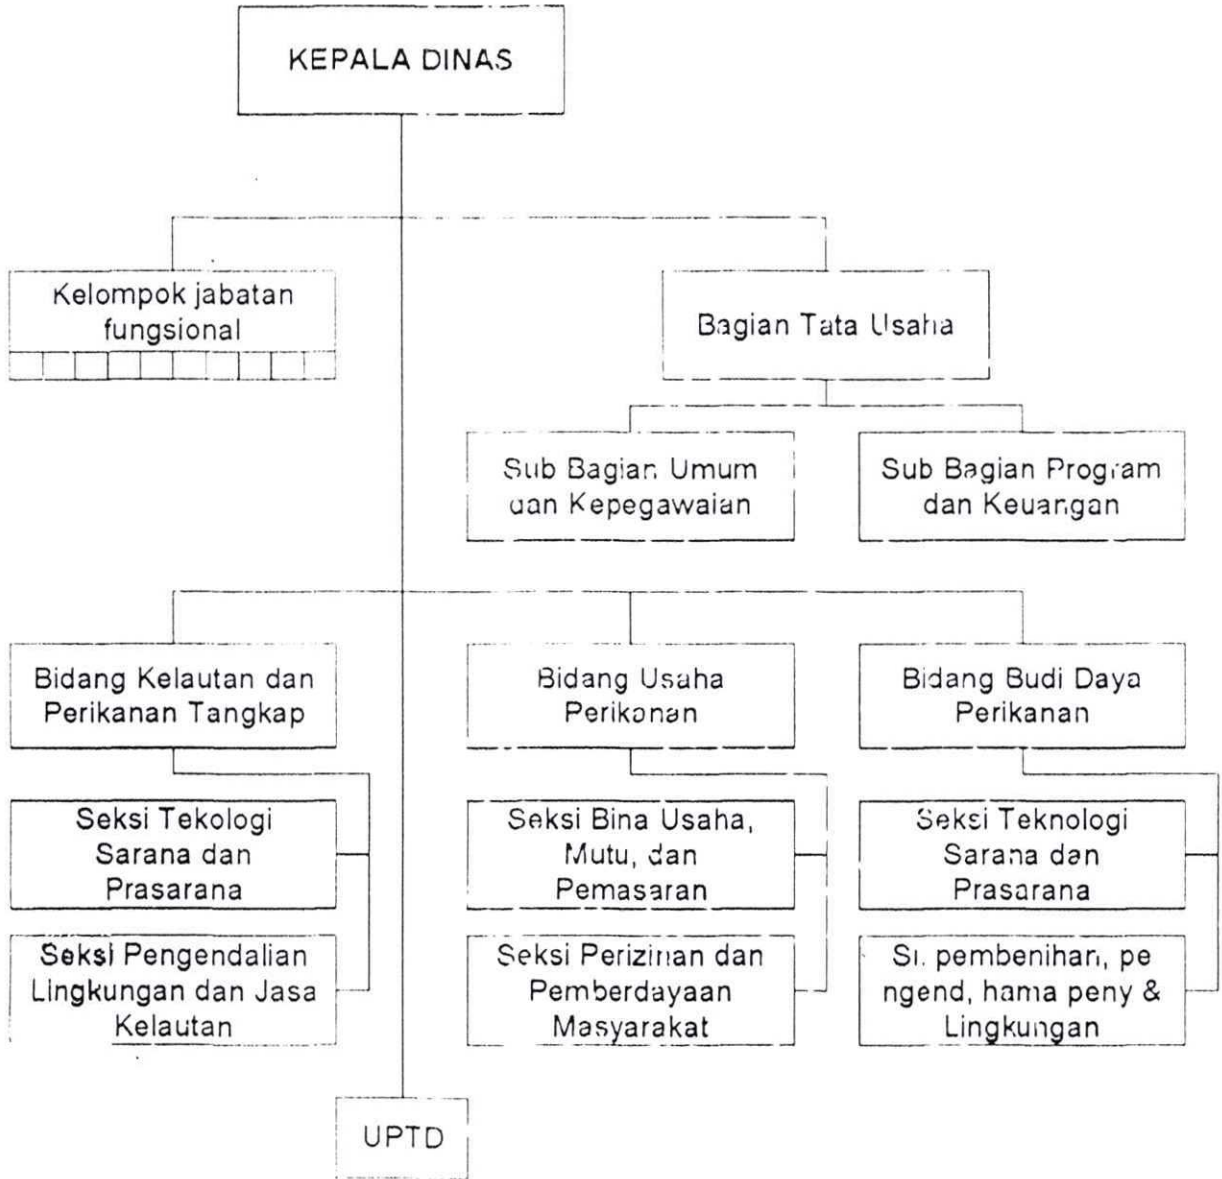 KEPALA DINAS
Kelompok jabatan
fungsional
Bagian Tata Usaha
Sub Bagian Umum
dan Kepegawaian
Sub Bagian Program
dan Keuangan
Bidang Kelautan dan
Perikanan Tangkap
Bidang Usaha
Perikanan
Bidang Budi Daya
Perikanan
Seksi Tekologi
Sarana dan
Prasarana
Seksi Bina Usaha,
Mutu, dan
Pemasaran
Seksi Teknologi
Sarana dan
Prasarana
Seksi Pengendalian
Lingkungan dan Jasa
Kelautan
Seksi Perizinan dan
Pemberdayaan
Masyarakat
Si. pembenihan, pe
ngend, hama peny &
Lingkungan
UPTD